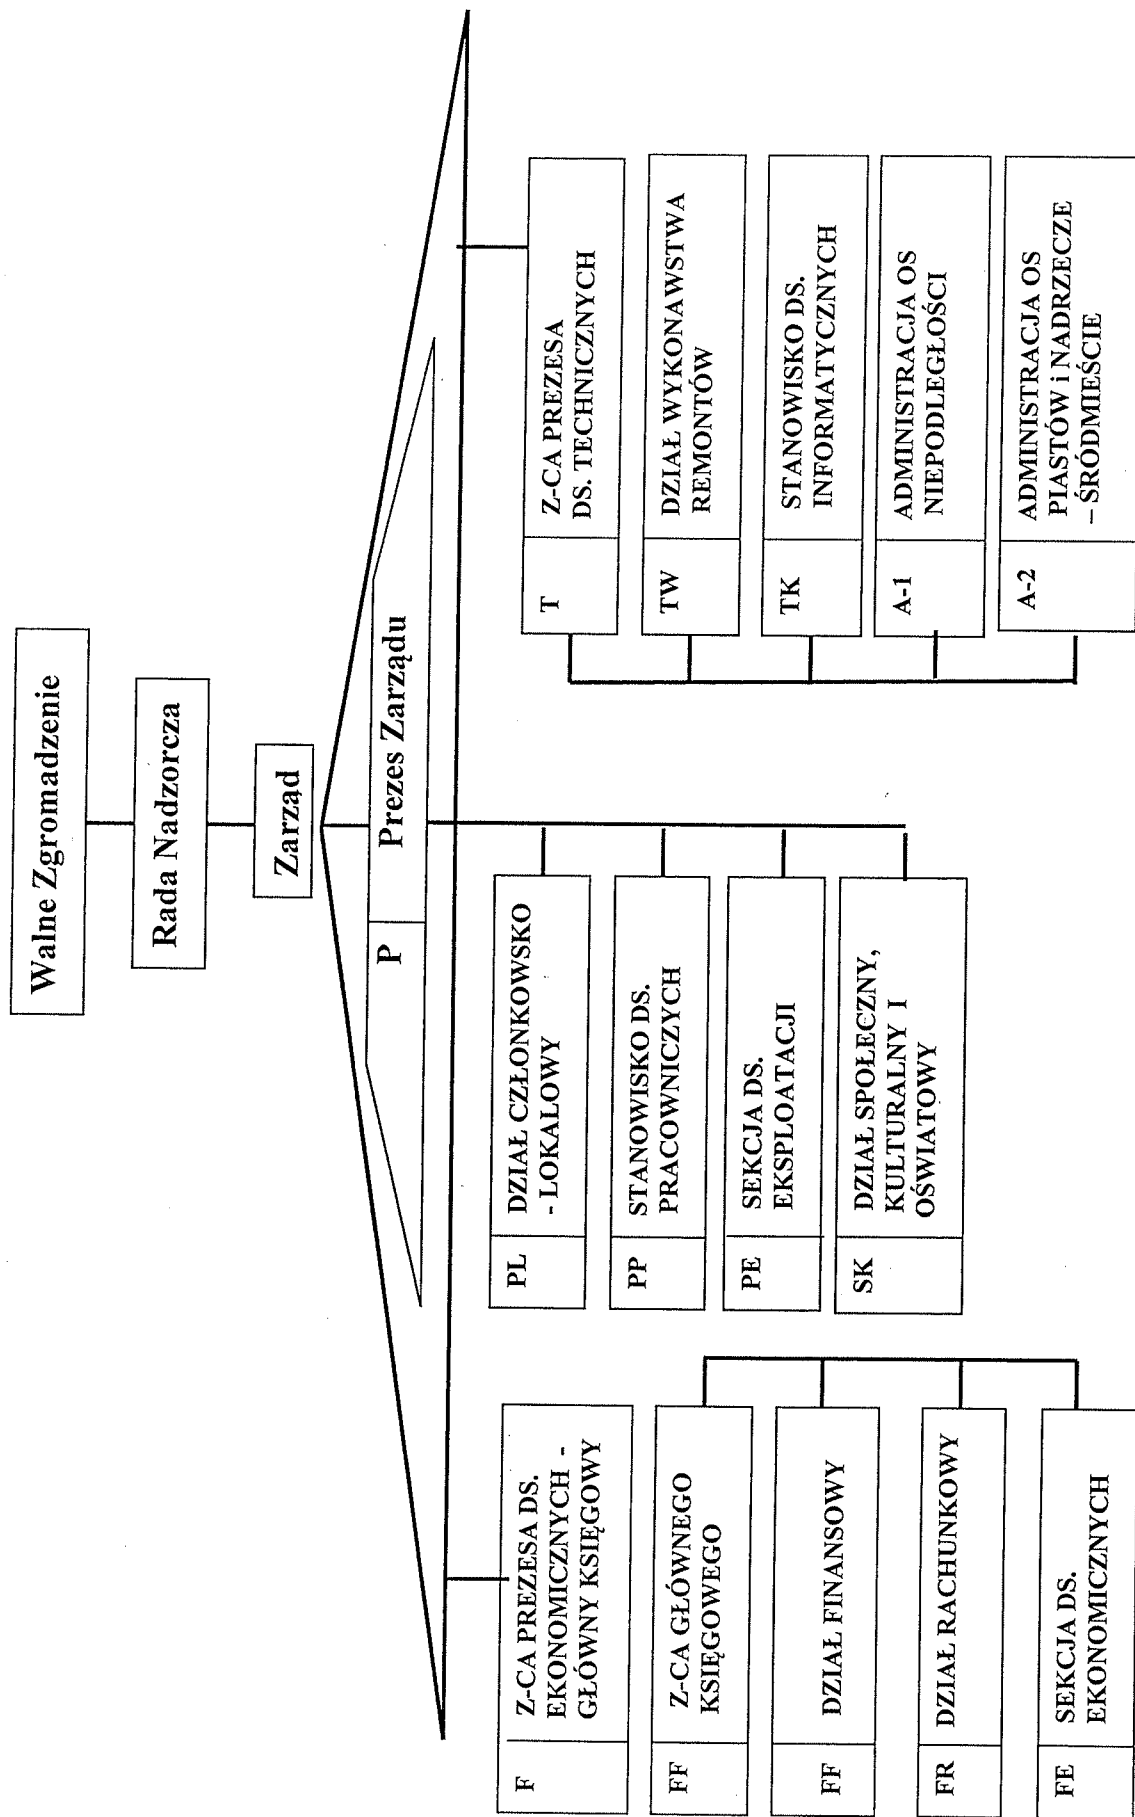 Walne Zgromadzenie
Rada Nadzorcza
Zarząd
P Prezes Zarządu
F Z-CA PREZESA DS.
EKONOMICZNYCH -
GŁÓWNY KSIĘGOWY
FF Z-CA GŁÓWNEGO
KSIĘGOWEGO
FF DZIAŁ FINANSOWY
FR DZIAŁ RACHUNKOWY
FE SEKCJA DS.
EKONOMICZNYCH
PL DZIAŁ CZŁONKOWSKO
- LOKALOWY
PP STANOWISKO DS.
PRACOWNICZYCH
PE SEKCJA DS.
EKSPLOATACJI
SK DZIAŁ SPOŁECZNY,
KULTURALNY I
OŚWIATOWY
T Z-CA PREZESA
DS. TECHNICZNYCH
TW DZIAŁ WYKONAWSTWA
REMONTÓW
TK STANOWISKO DS.
INFORMATYCZNYCH
A-1 ADMINISTRACJA OS
NIEPODLEGŁOŚCI
A-2 ADMINISTRACJA OS
PIASTÓW i NADRZECZE
– ŚRÓDMIEŚCIE